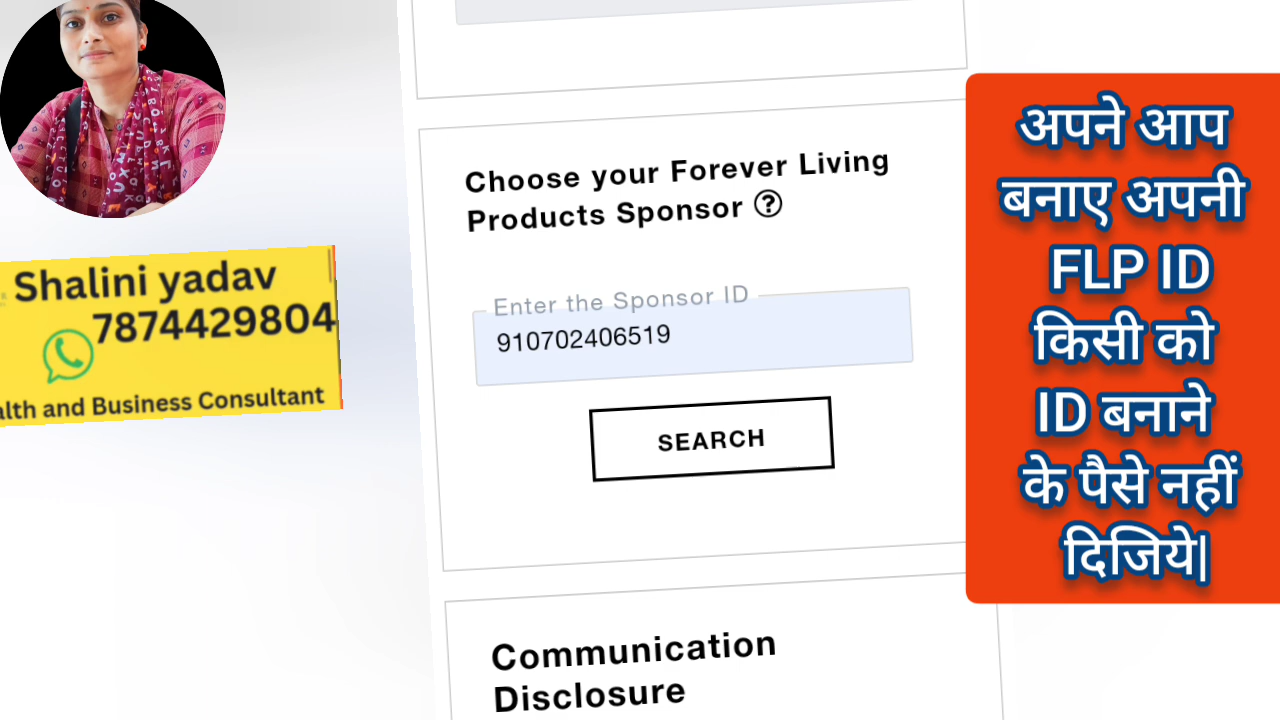 Shalini yadav
7874429804
and Business Consultant
Choose your Forever Living
Products Sponsor
Enter the Sponsor ID
910702406519
SEARCH
Communication
Disclosure
अपने आप
बनाए अपनी
FLP ID
किसी को
ID बनाने
के पैसे नहीं
दिजिये|